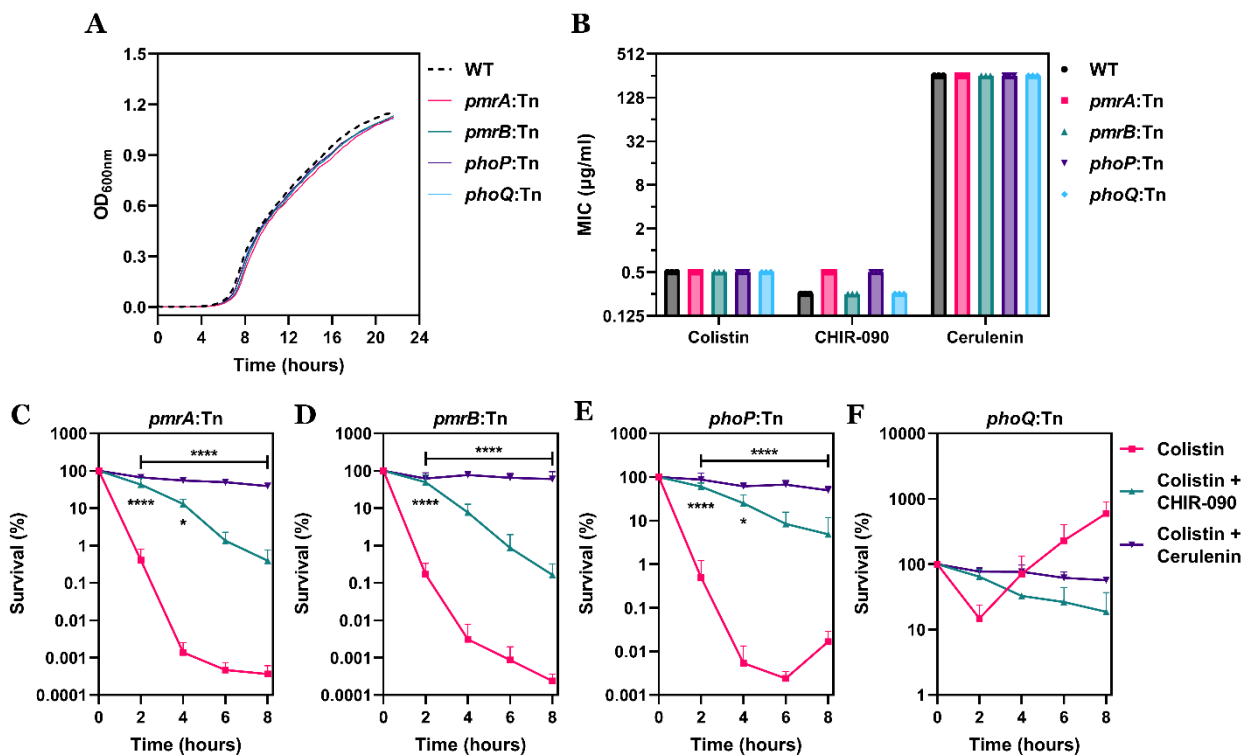 A
OD600nm
1.5
1.2
0.9
0.6
0.3
0.0
0 4 8 12 16 20 24
Time (hours)
WT
pmrA:Tn
pmrB:Tn
phoP:Tn
phoQ:Tn
B
MIC (µg/ml)
512
128
32
8
2
0.5
0.125
Colistin CHIR-090 Cerulenin
WT
pmrA:Tn
pmrB:Tn
phoP:Tn
phoQ:Tn
C
pmrA:Tn
Survival (%)
1000
100
10
1
0.1
0.01
0.001
0.0001
****
****
*
0 2 4 6 8
Time (hours)
D
pmrB:Tn
Survival (%)
1000
100
10
1
0.1
0.01
0.001
0.0001
****
****
0 2 4 6 8
Time (hours)
E
phoP:Tn
Survival (%)
1000
100
10
1
0.1
0.01
0.001
****
****
*
0 2 4 6 8
Time (hours)
F
phoQ:Tn
Survival (%)
10000
1000
100
10
1
0 2 4 6 8
Time (hours)
Colistin
Colistin +
CHIR-090
Colistin +
Cerulenin